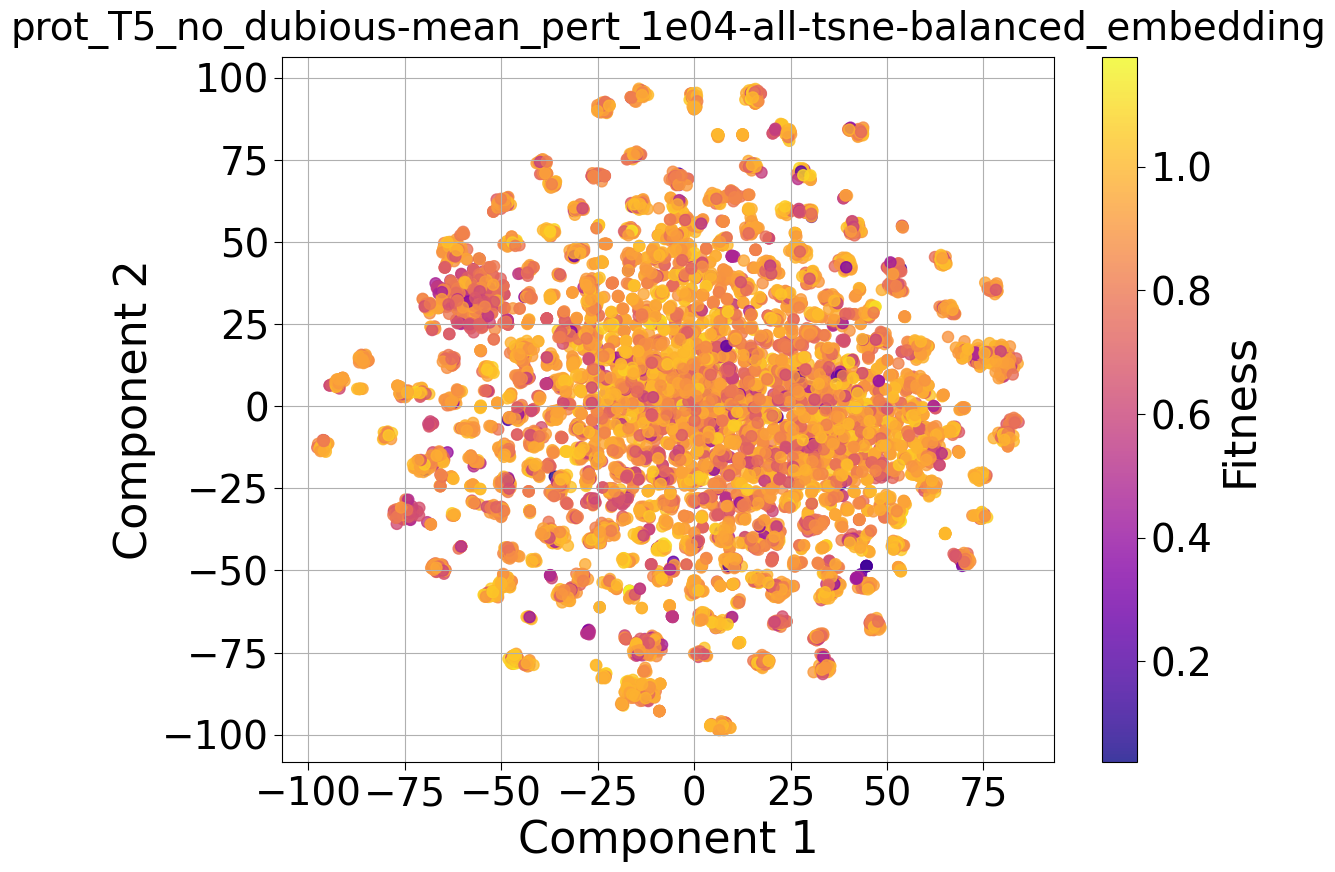 prot_T5_no_dubious-mean_pert_1e04-all-tsne-balanced_embedding
100
75
50
25
0
−25
−50
−75
−100
Component 2
−100 −75 −50 −25 0 25 50 75
Component 1
1.0
0.8
0.6
0.4
0.2
Fitness